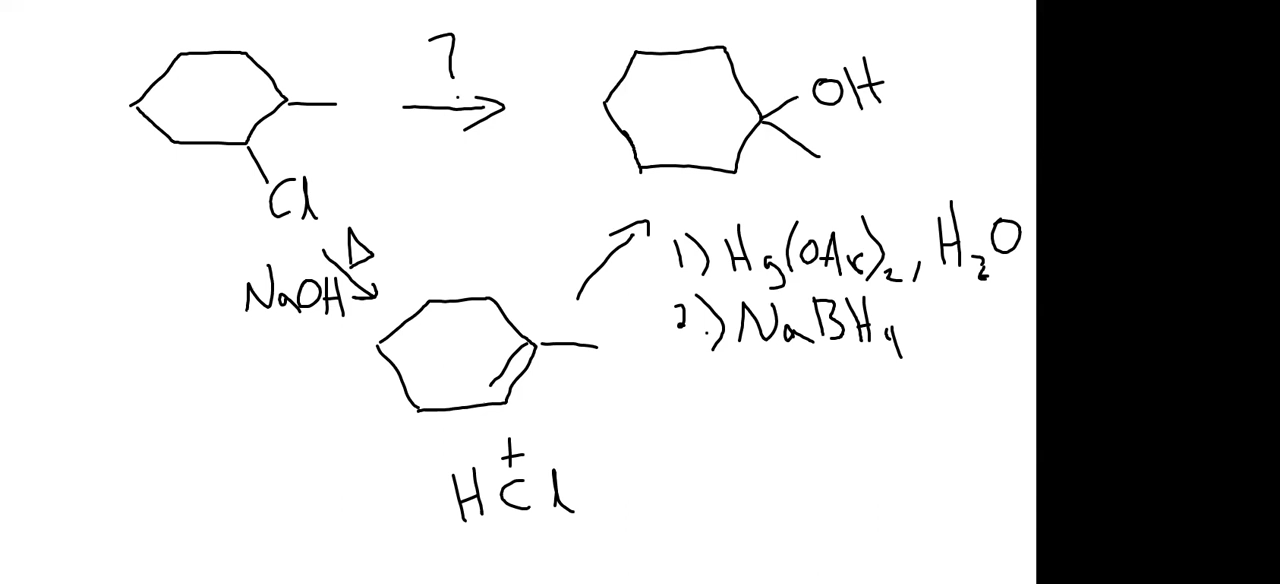 ?
OH
Cl
Δ
NaOH
1) Hg(OAc)₂, H₂O
2.) NaBH₄
+
HCl